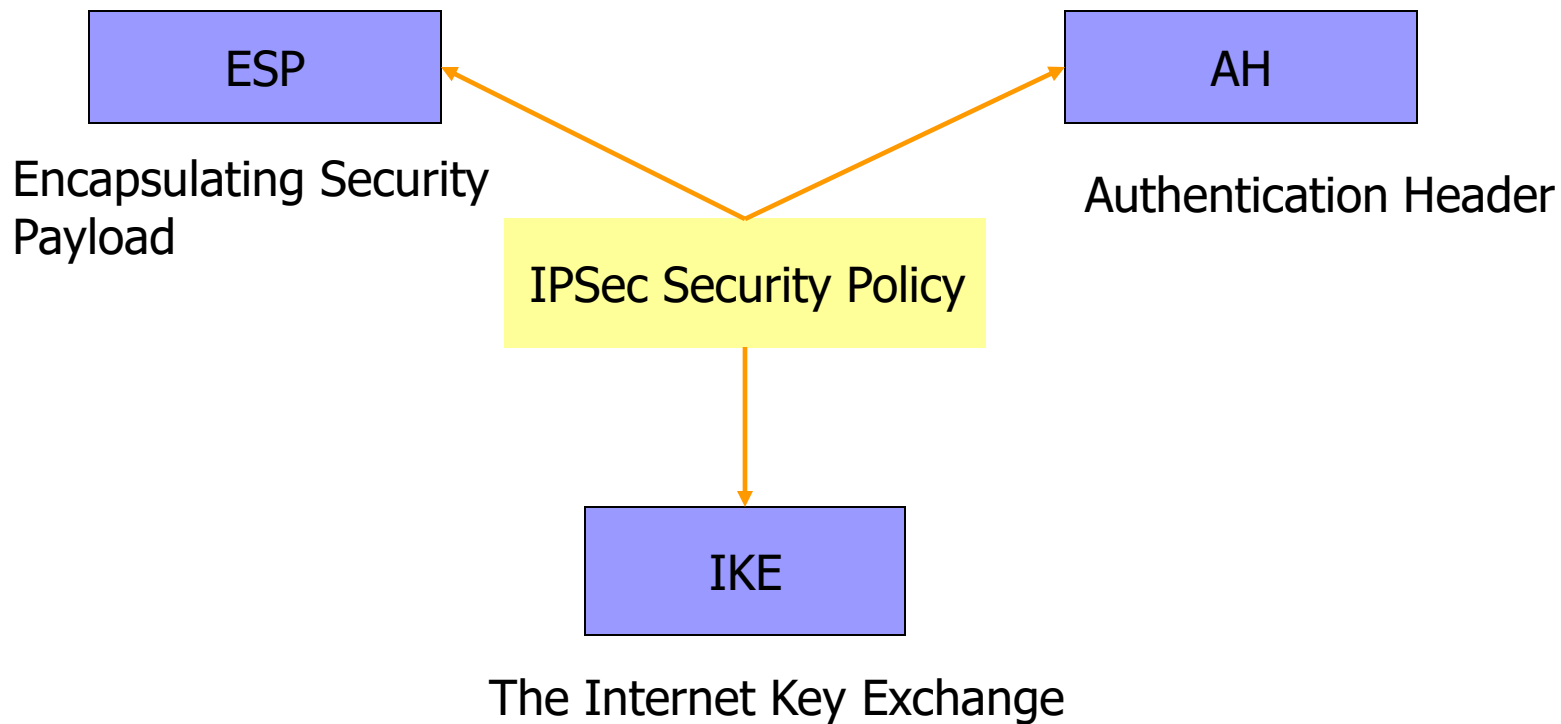 ESP
AH
Encapsulating Security
Payload
Authentication Header
IPSec Security Policy
IKE
The Internet Key Exchange